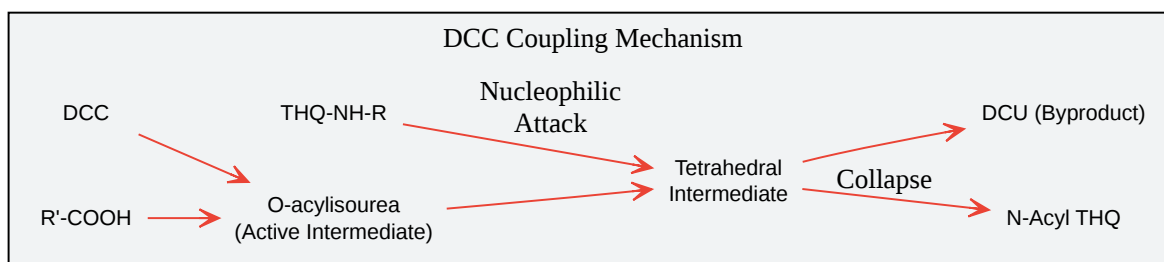 DCC Coupling Mechanism
DCC
THQ-NH-R
Nucleophilic
Attack
DCU (Byproduct)
Tetrahedral
Intermediate
Collapse
R'-COOH
O-acylisourea
(Active Intermediate)
N-Acyl THQ